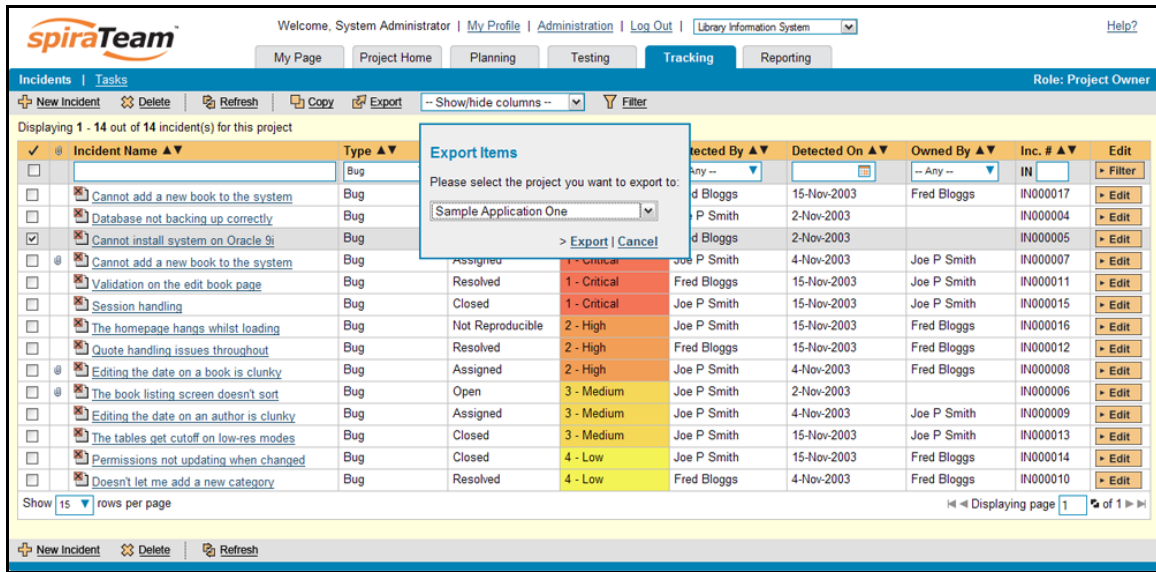 spiraTeam
Welcome, System Administrator | My Profile | Administration | Log Out | Library Information System Help?
My Page Project Home Planning Testing Tracking Reporting
Incidents | Tasks Role: Project Owner
New Incident Delete Refresh Copy Export -- Show/hide columns -- Filter
Displaying 1 - 14 out of 14 incident(s) for this project
Incident Name ▲▼ Type ▲▼ tected By ▲▼ Detected On ▲▼ Owned By ▲▼ Inc. # ▲▼ Edit
Bug Any -- -- Any -- IN Filter
Export Items
Please select the project you want to export to:
Sample Application One
> Export | Cancel
Cannot add a new book to the system Bug d Bloggs 15-Nov-2003 Fred Bloggs IN000017 Edit
Database not backing up correctly Bug P Smith 2-Nov-2003 IN000004 Edit
Cannot install system on Oracle 9i Bug d Bloggs 2-Nov-2003 IN000005 Edit
Cannot add a new book to the system Bug Assigned 1 - Critical Joe P Smith 4-Nov-2003 Joe P Smith IN000007 Edit
Validation on the edit book page Bug Resolved 1 - Critical Fred Bloggs 15-Nov-2003 Joe P Smith IN000011 Edit
Session handling Bug Closed 1 - Critical Joe P Smith 15-Nov-2003 Joe P Smith IN000015 Edit
The homepage hangs whilst loading Bug Not Reproducible 2 - High Joe P Smith 15-Nov-2003 Fred Bloggs IN000016 Edit
Quote handling issues throughout Bug Resolved 2 - High Fred Bloggs 15-Nov-2003 Fred Bloggs IN000012 Edit
Editing the date on a book is clunky Bug Assigned 2 - High Joe P Smith 4-Nov-2003 Fred Bloggs IN000008 Edit
The book listing screen doesn't sort Bug Open 3 - Medium Joe P Smith 2-Nov-2003 IN000006 Edit
Editing the date on an author is clunky Bug Assigned 3 - Medium Joe P Smith 4-Nov-2003 Joe P Smith IN000009 Edit
The tables get cutoff on low-res modes Bug Closed 3 - Medium Joe P Smith 15-Nov-2003 Joe P Smith IN000013 Edit
Permissions not updating when changed Bug Closed 4 - Low Joe P Smith 15-Nov-2003 Fred Bloggs IN000014 Edit
Doesn't let me add a new category Bug Resolved 4 - Low Fred Bloggs 4-Nov-2003 Fred Bloggs IN000010 Edit
Show 15 rows per page Displaying page 1 of 1
New Incident Delete Refresh